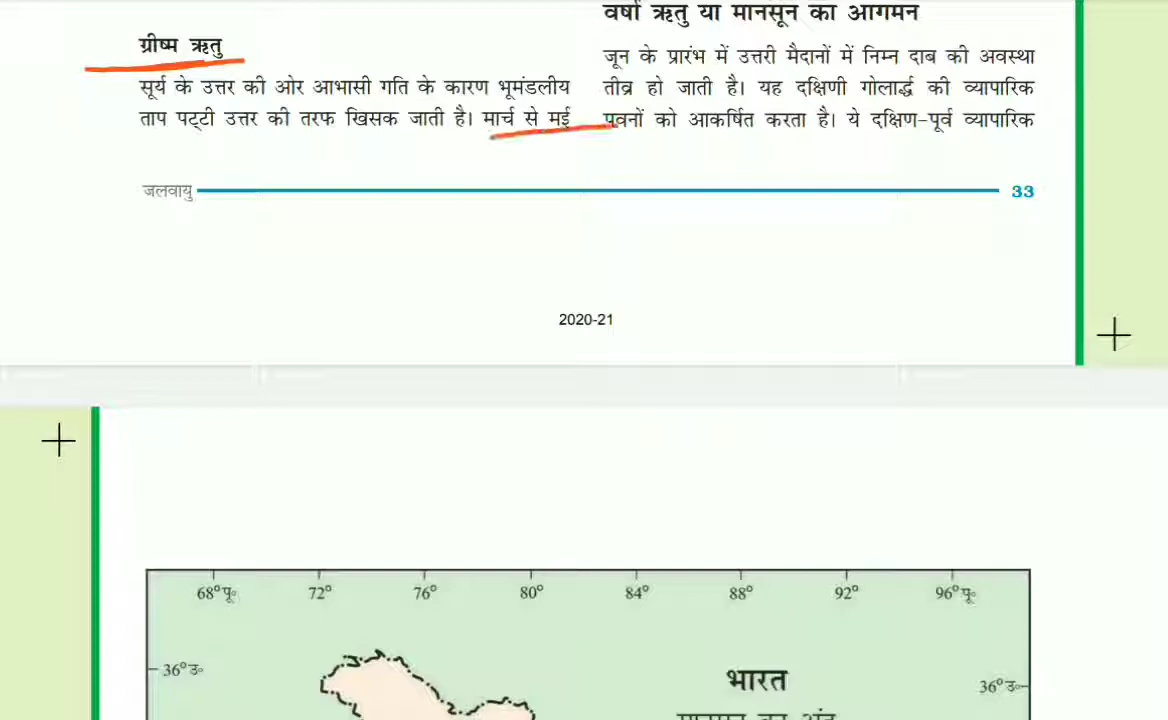 ग्रीष्म ऋतु
सूर्य के उत्तर की ओर आभासी गति के कारण भूमंडलीय
ताप पट्टी उत्तर की तरफ खिसक जाती है। मार्च से मई
वर्षा ऋतु या मानसून का आगमन
जून के प्रारंभ में उत्तरी मैदानों में निम्न दाब की अवस्था
तीव्र हो जाती है। यह दक्षिणी गोलार्द्ध की व्यापारिक
पवनों को आकर्षित करता है। ये दक्षिण-पूर्व व्यापारिक
जलवायु 33
2020-21
68°पू॰ 72° 76° 80° 84° 88° 92° 96°पू॰
36°उ॰ 36°उ॰
भारत